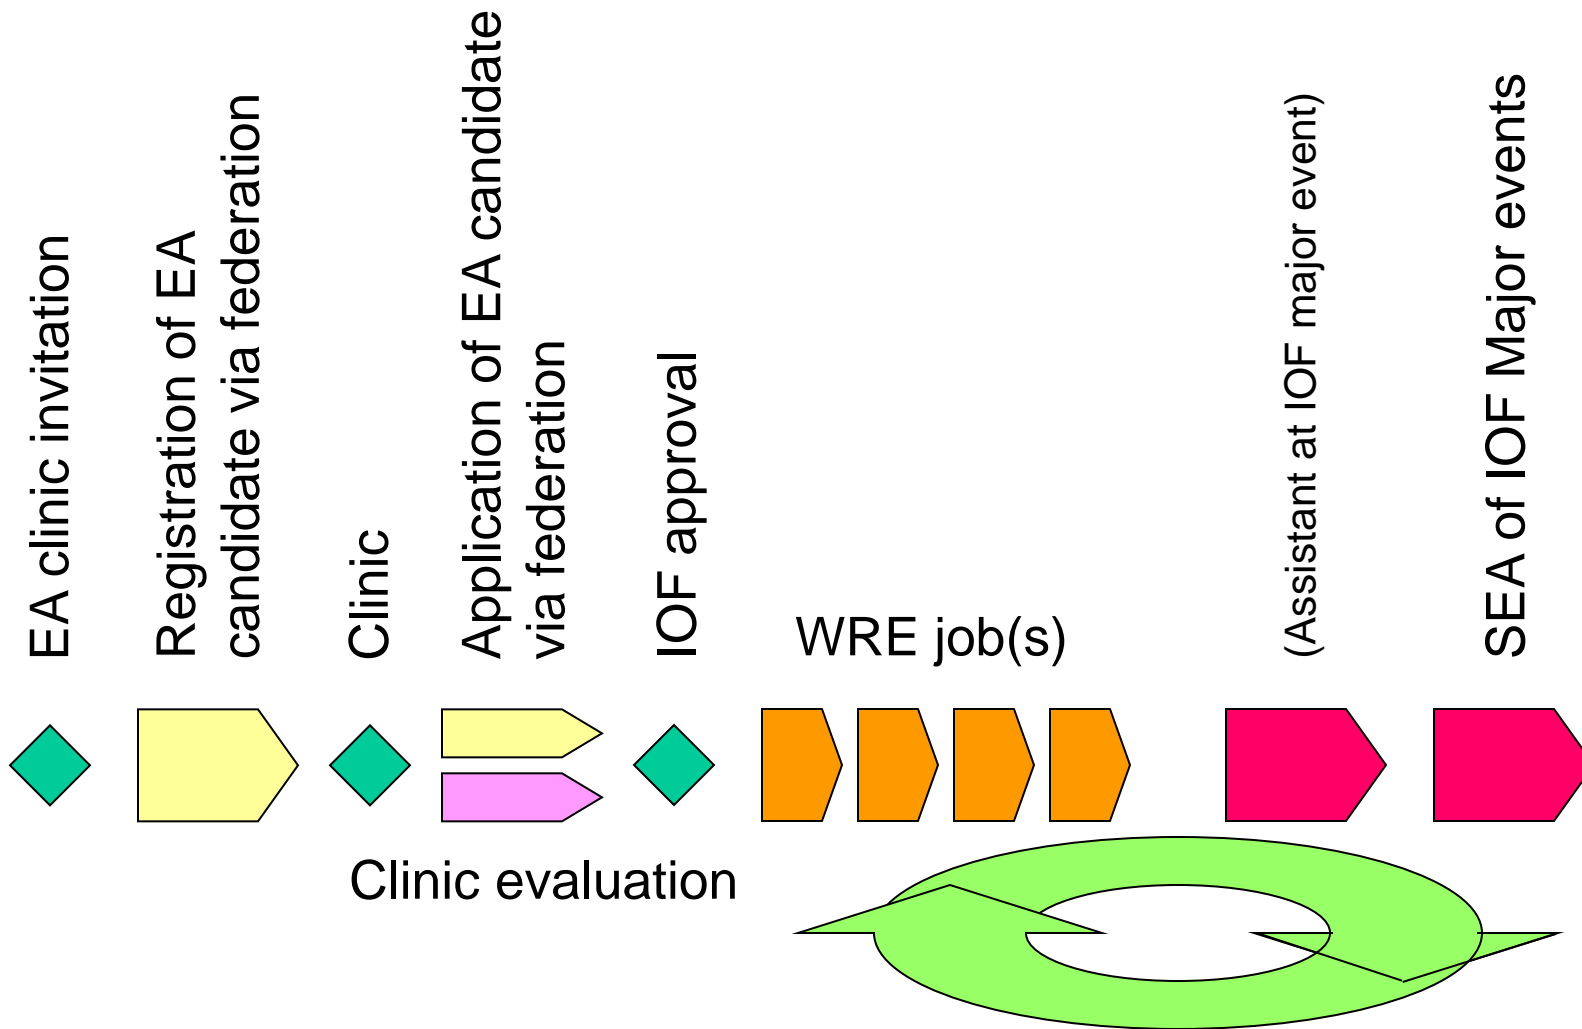 EA clinic invitation
Registration of EA
candidate via federation
Clinic
Application of EA candidate
via federation
IOF approval
WRE job(s)
(Assistant at IOF major event)
SEA of IOF Major events
Clinic evaluation